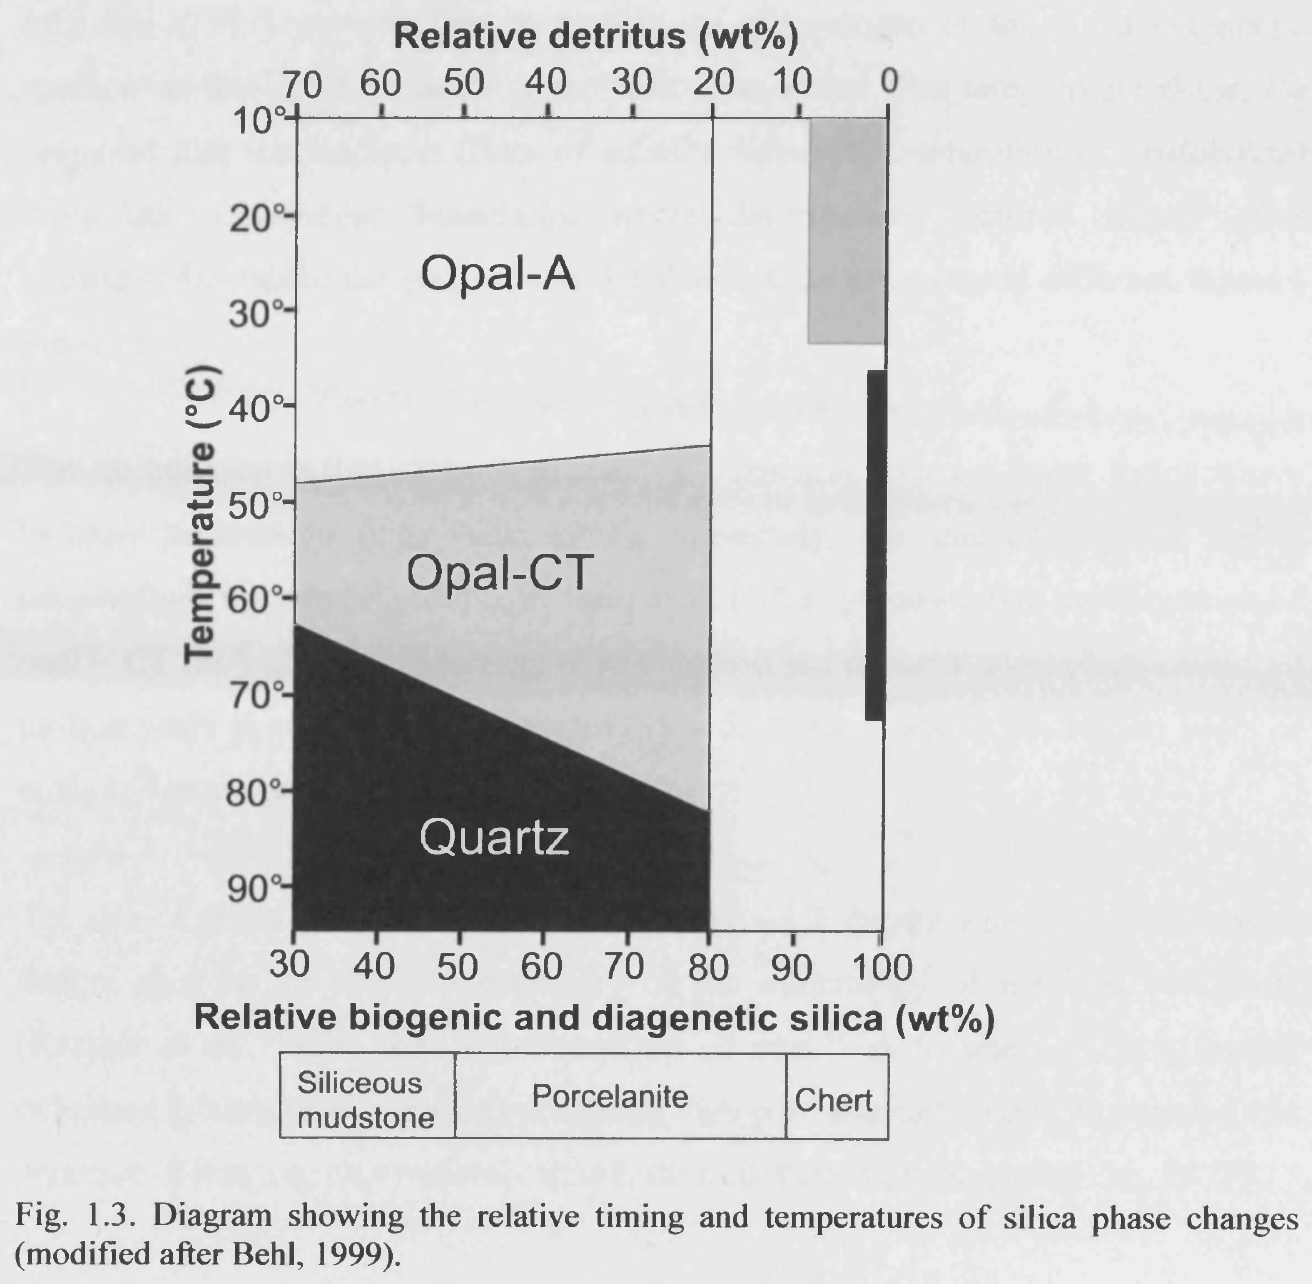 Relative detritus (wt%)
70 60 50 40 30 20 10 0
10°
20°
30°
40°
50°
60°
70°
80°
90°
Temperature (°C)
Opal-A
Opal-CT
Quartz
30 40 50 60 70 80 90 100
Relative biogenic and diagenetic silica (wt%)
Siliceous
mudstone
Porcelanite
Chert
Fig. 1.3. Diagram showing the relative timing and temperatures of silica phase changes
(modified after Behl, 1999).